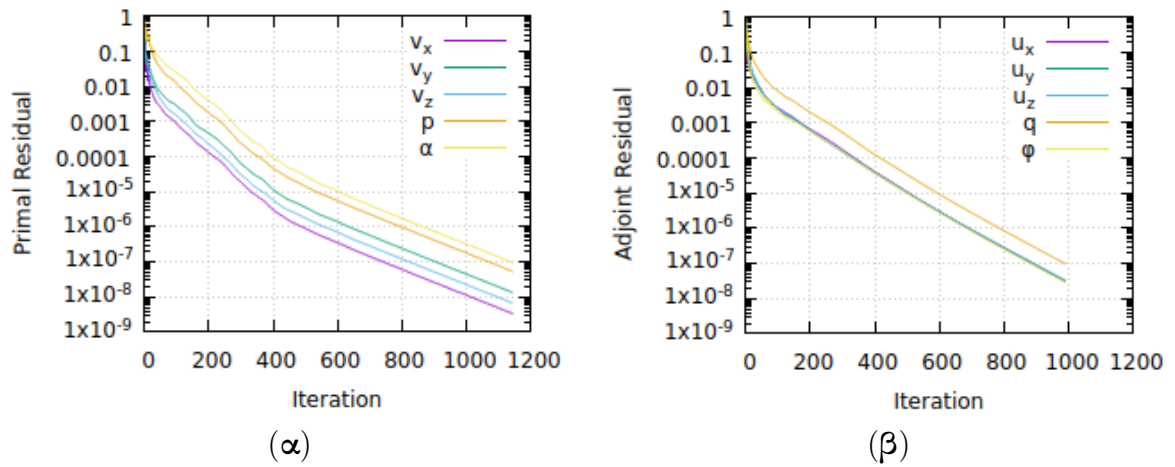 Primal Residual
1
0.1
0.01
0.001
0.0001
1x10-5
1x10-6
1x10-7
1x10-8
1x10-9
0 200 400 600 800 1000 1200
Iteration
vx
vy
vz
p
α
(α)
Adjoint Residual
1
0.1
0.01
0.001
0.0001
1x10-5
1x10-6
1x10-7
1x10-8
1x10-9
0 200 400 600 800 1000 1200
Iteration
ux
uy
uz
q
φ
(β)